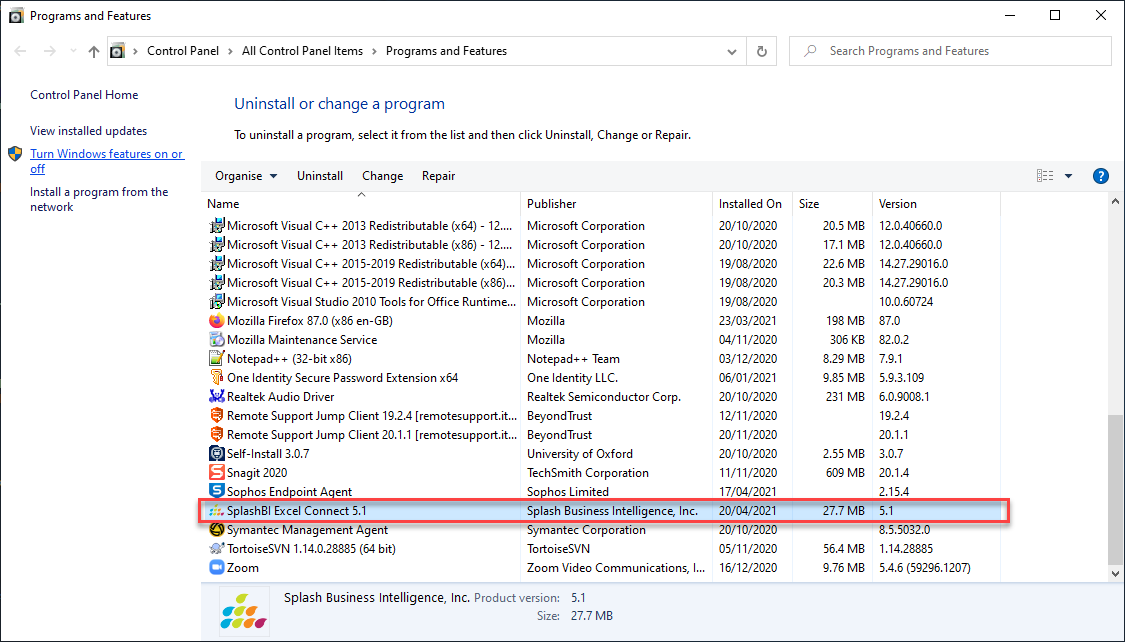 Programs and Features
Control Panel > All Control Panel Items > Programs and Features
Search Programs and Features
Control Panel Home
View installed updates
Turn Windows features on or
off
Install a program from the
network
Uninstall or change a program
To uninstall a program, select it from the list and then click Uninstall, Change or Repair.
Organise Uninstall Change Repair
Name Publisher Installed On Size Version
Microsoft Visual C++ 2013 Redistributable (x64) - 12.... Microsoft Corporation 20/10/2020 20.5 MB 12.0.40660.0
Microsoft Visual C++ 2013 Redistributable (x86) - 12.... Microsoft Corporation 20/10/2020 17.1 MB 12.0.40660.0
Microsoft Visual C++ 2015-2019 Redistributable (x64)... Microsoft Corporation 19/08/2020 22.6 MB 14.27.29016.0
Microsoft Visual C++ 2015-2019 Redistributable (x86)... Microsoft Corporation 19/08/2020 20.3 MB 14.27.29016.0
Microsoft Visual Studio 2010 Tools for Office Runtime... Microsoft Corporation 19/08/2020 10.0.60724
Mozilla Firefox 87.0 (x86 en-GB) Mozilla 23/03/2021 198 MB 87.0
Mozilla Maintenance Service Mozilla 04/11/2020 306 KB 82.0.2
Notepad++ (32-bit x86) Notepad++ Team 03/12/2020 8.29 MB 7.9.1
One Identity Secure Password Extension x64 One Identity LLC. 06/01/2021 9.85 MB 5.9.3.109
Realtek Audio Driver Realtek Semiconductor Corp. 20/10/2020 231 MB 6.0.9008.1
Remote Support Jump Client 19.2.4 [remotesupport.it... BeyondTrust 12/11/2020 19.2.4
Remote Support Jump Client 20.1.1 [remotesupport.it... BeyondTrust 20/11/2020 20.1.1
Self-Install 3.0.7 University of Oxford 20/10/2020 2.55 MB 3.0.7
Snagit 2020 TechSmith Corporation 11/11/2020 609 MB 20.1.4
Sophos Endpoint Agent Sophos Limited 17/04/2021 2.15.4
SplashBI Excel Connect 5.1 Splash Business Intelligence, Inc. 20/04/2021 27.7 MB 5.1
Symantec Management Agent Symantec Corporation 20/10/2020 8.5.5032.0
TortoiseSVN 1.14.0.28885 (64 bit) TortoiseSVN 05/11/2020 56.4 MB 1.14.28885
Zoom Zoom Video Communications, I... 16/12/2020 9.76 MB 5.4.6 (59296.1207)
Splash Business Intelligence, Inc. Product version: 5.1
Size: 27.7 MB